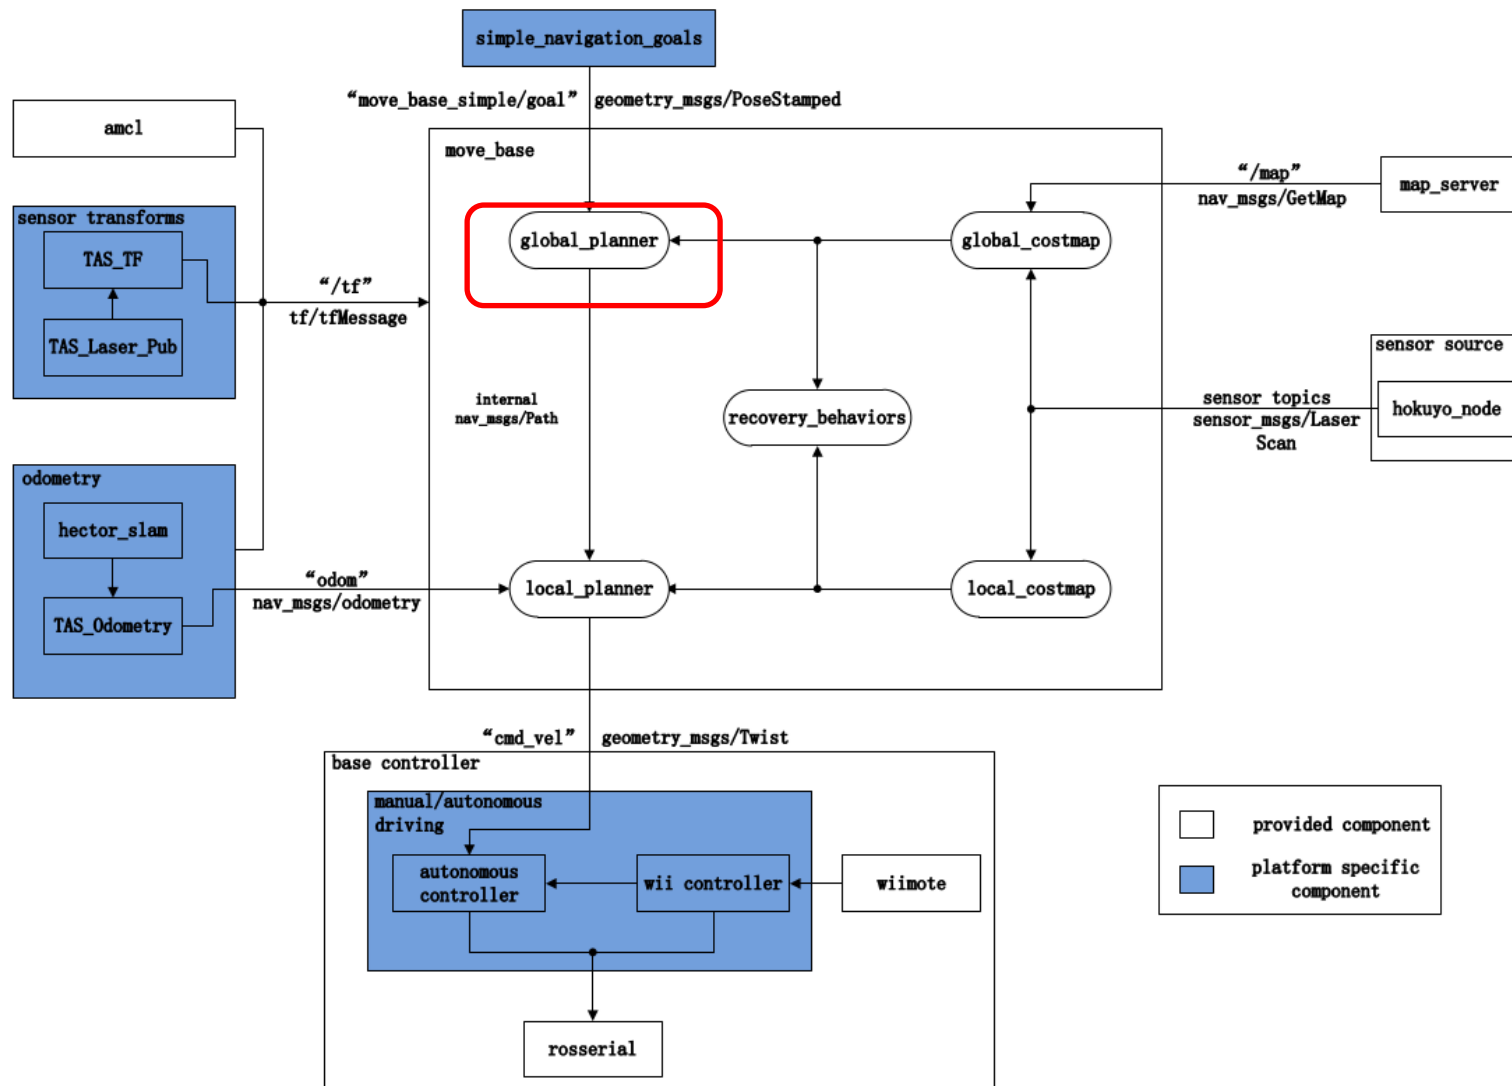 simple_navigation_goals
“move_base_simple/goal”
geometry_msgs/PoseStamped
amcl
move_base
“/map”
nav_msgs/GetMap
map_server
sensor transforms
TAS_TF
TAS_Laser_Pub
“/tf”
tf/tfMessage
global_planner
global_costmap
internal
nav_msgs/Path
recovery_behaviors
sensor topics
sensor_msgs/Laser
Scan
sensor source
hokuyo_node
odometry
hector_slam
TAS_Odometry
“odom”
nav_msgs/odometry
local_planner
local_costmap
“cmd_vel”
geometry_msgs/Twist
base controller
manual/autonomous
driving
autonomous
controller
wii controller
wiimote
rosserial
provided component
platform specific
component